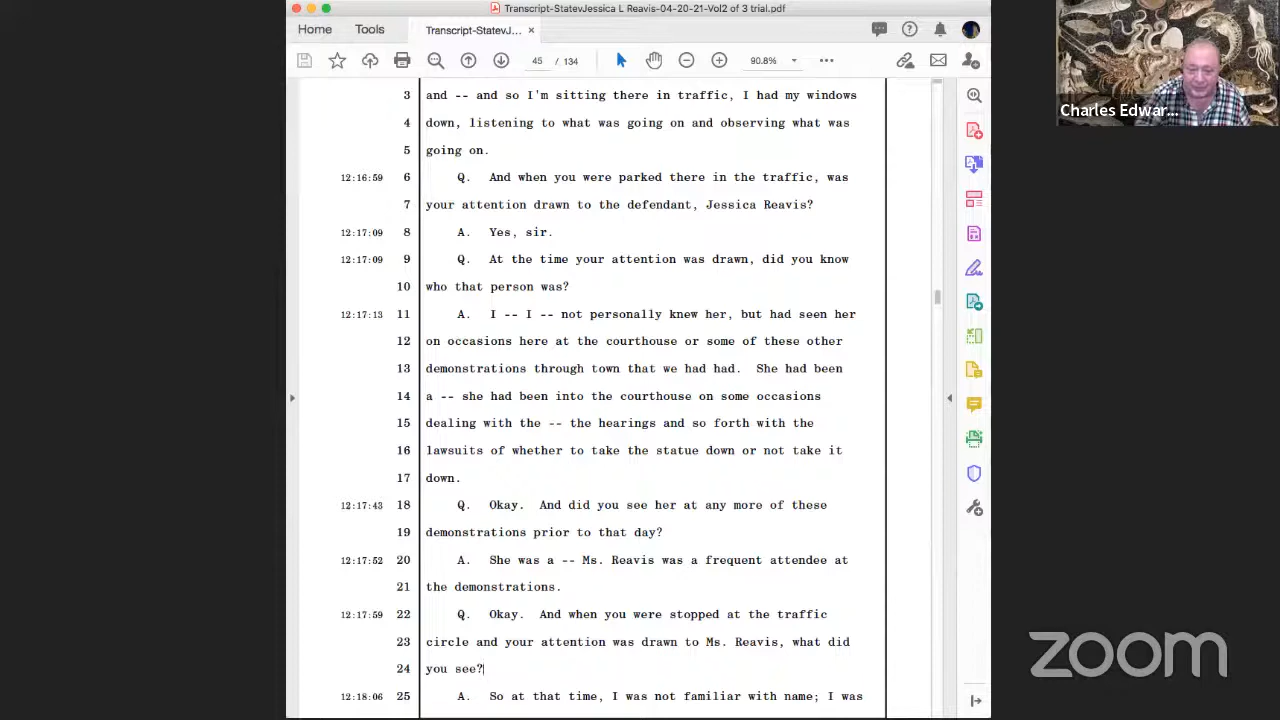 Transcript-StatevJessica L Reavis-04-20-21-Vol2 of 3 trial.pdf
Home Tools Transcript-StatevJ... ×
45 / 134 90.8%
Charles Edwar...
3 and -- and so I'm sitting there in traffic, I had my windows
4 down, listening to what was going on and observing what was
5 going on.
12:16:59 6 Q. And when you were parked there in the traffic, was
7 your attention drawn to the defendant, Jessica Reavis?
12:17:09 8 A. Yes, sir.
12:17:09 9 Q. At the time your attention was drawn, did you know
10 who that person was?
12:17:13 11 A. I -- I -- not personally knew her, but had seen her
12 on occasions here at the courthouse or some of these other
13 demonstrations through town that we had had. She had been
14 a -- she had been into the courthouse on some occasions
15 dealing with the -- the hearings and so forth with the
16 lawsuits of whether to take the statue down or not take it
17 down.
12:17:43 18 Q. Okay. And did you see her at any more of these
19 demonstrations prior to that day?
12:17:52 20 A. She was a -- Ms. Reavis was a frequent attendee at
21 the demonstrations.
12:17:59 22 Q. Okay. And when you were stopped at the traffic
23 circle and your attention was drawn to Ms. Reavis, what did
24 you see?
12:18:06 25 A. So at that time, I was not familiar with name; I was
zoom